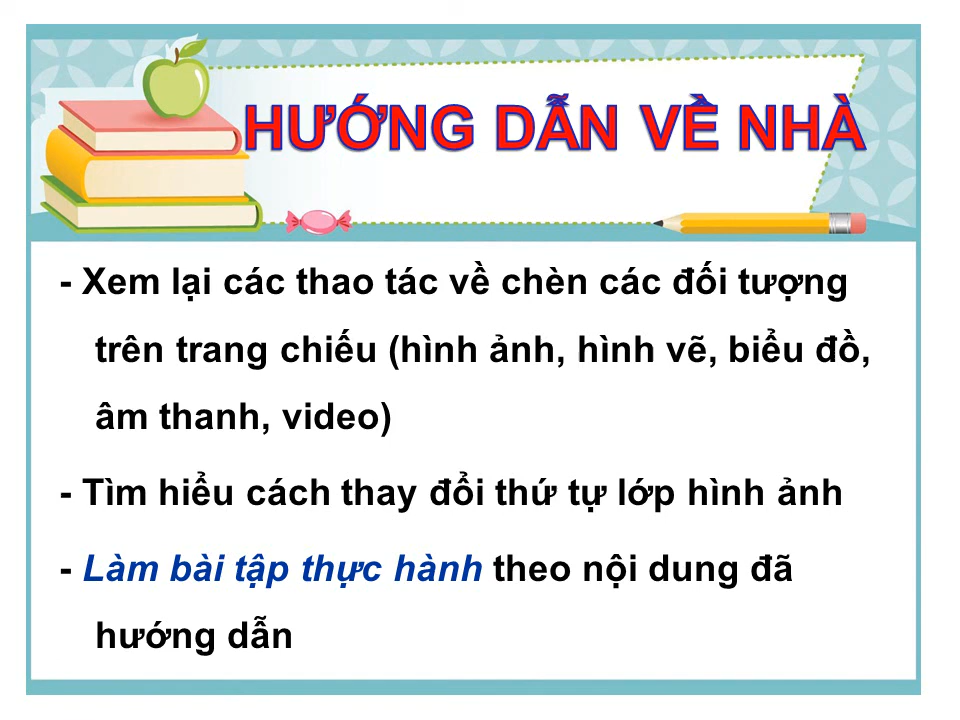 HƯỚNG DẪN VỀ NHÀ
- Xem lại các thao tác về chèn các đối tượng
trên trang chiếu (hình ảnh, hình vẽ, biểu đồ,
âm thanh, video)
- Tìm hiểu cách thay đổi thứ tự lớp hình ảnh
- Làm bài tập thực hành theo nội dung đã
hướng dẫn